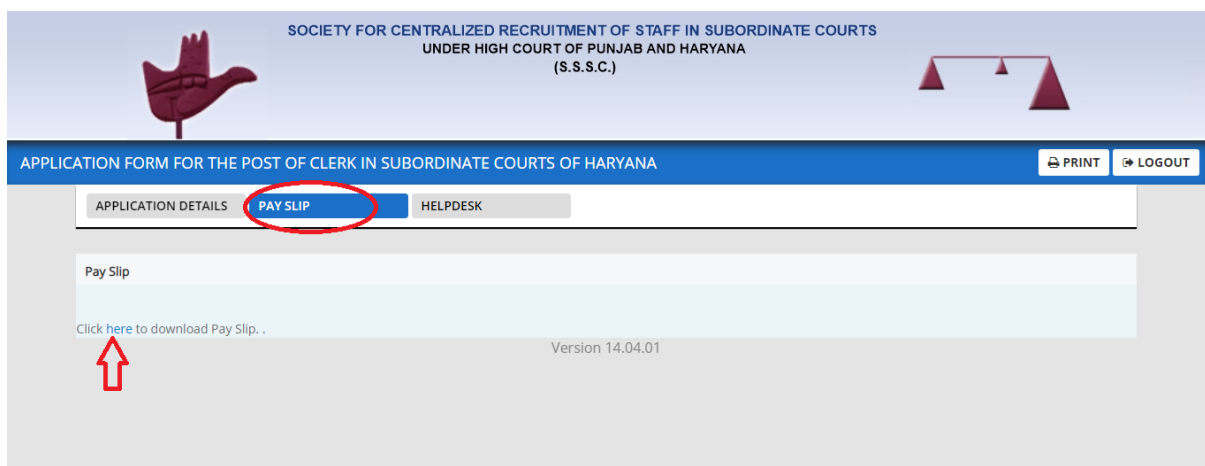 SOCIETY FOR CENTRALIZED RECRUITMENT OF STAFF IN SUBORDINATE COURTS
UNDER HIGH COURT OF PUNJAB AND HARYANA
(S.S.S.C.)
APPLICATION FORM FOR THE POST OF CLERK IN SUBORDINATE COURTS OF HARYANA
PRINT
LOGOUT
APPLICATION DETAILS
PAY SLIP
HELPDESK
Pay Slip
Click here to download Pay Slip. .
Version 14.04.01